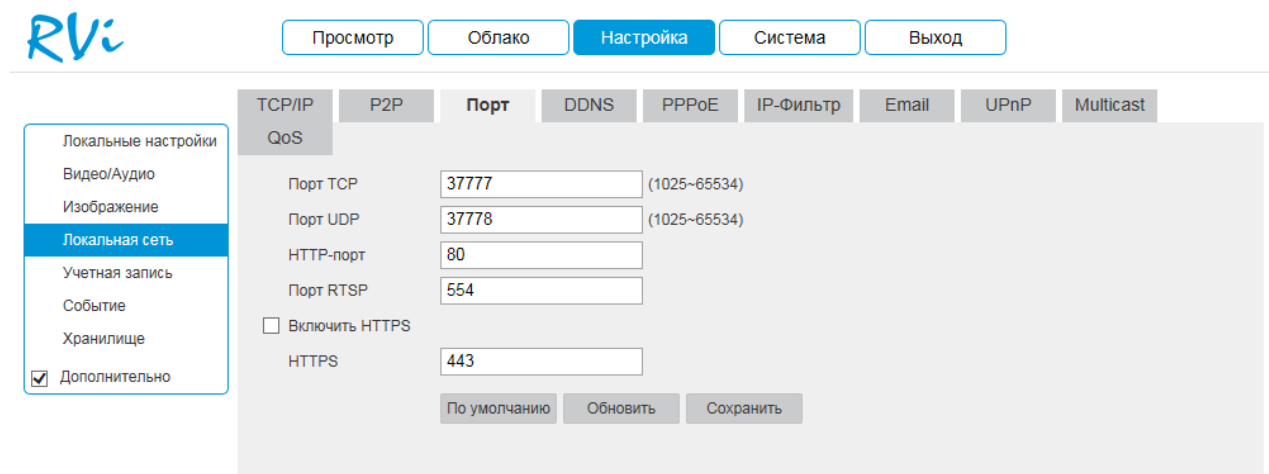 RVi
Просмотр Облако Настройка Система Выход
TCP/IP P2P Порт DDNS PPPoE IP-Фильтр Email UPnP Multicast
QoS
Локальные настройки
Видео/Аудио
Изображение
Локальная сеть
Учетная запись
Событие
Хранилище
Дополнительно
Порт TCP 37777 (1025~65534)
Порт UDP 37778 (1025~65534)
HTTP-порт 80
Порт RTSP 554
Включить HTTPS
HTTPS 443
По умолчанию Обновить Сохранить